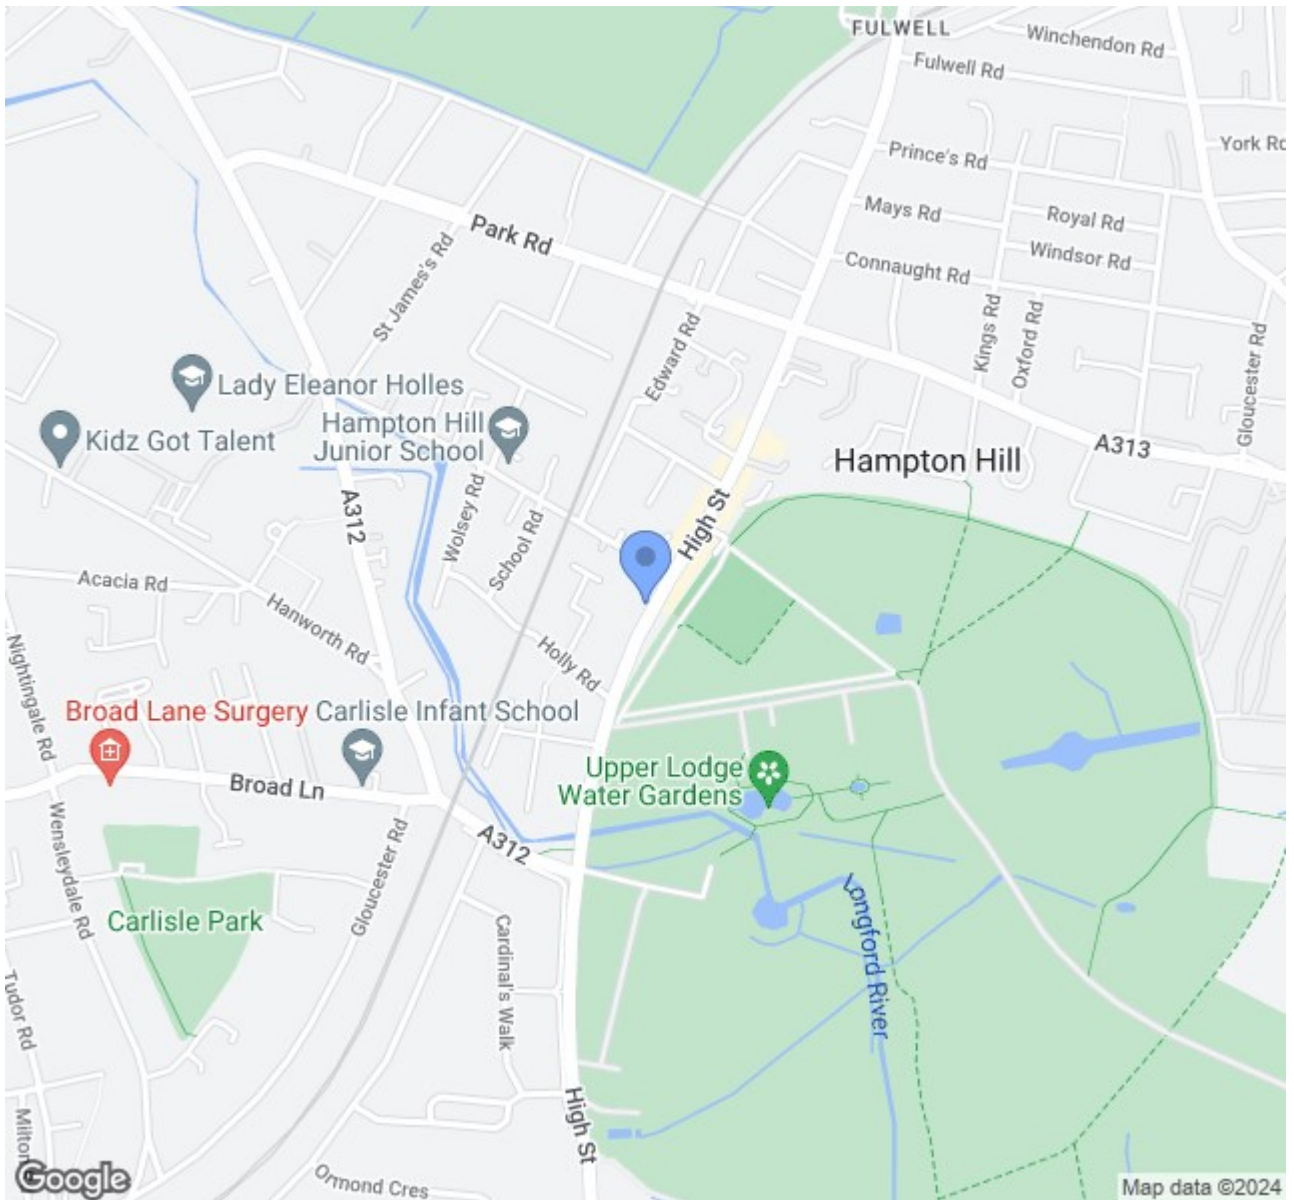 FULWELL
Winchendon Rd
Fulwell Rd
York Rd
Prince's Rd
Mays Rd
Royal Rd
Park Rd
St James's Rd
Windsor Rd
Connaught Rd
Kings Rd
Oxford Rd
Edward Rd
Gloucester Rd
Lady Eleanor Holles
Hampton Hill
Junior School
Kidz Got Talent
A313
Hampton Hill
A312
Wolsey Rd
School Rd
High St
Acacia Rd
Hanworth Rd
Nightingale Rd
Holly Rd
Broad Lane Surgery
Carlisle Infant School
Broad Ln
Upper Lodge
Water Gardens
Wensleydale Rd
Gloucester Rd
A312
Carlisle Park
Cardinal's Walk
Longford River
Tudor Rd
High St
Milton
Ormond Cres
Google
Map data ©2024